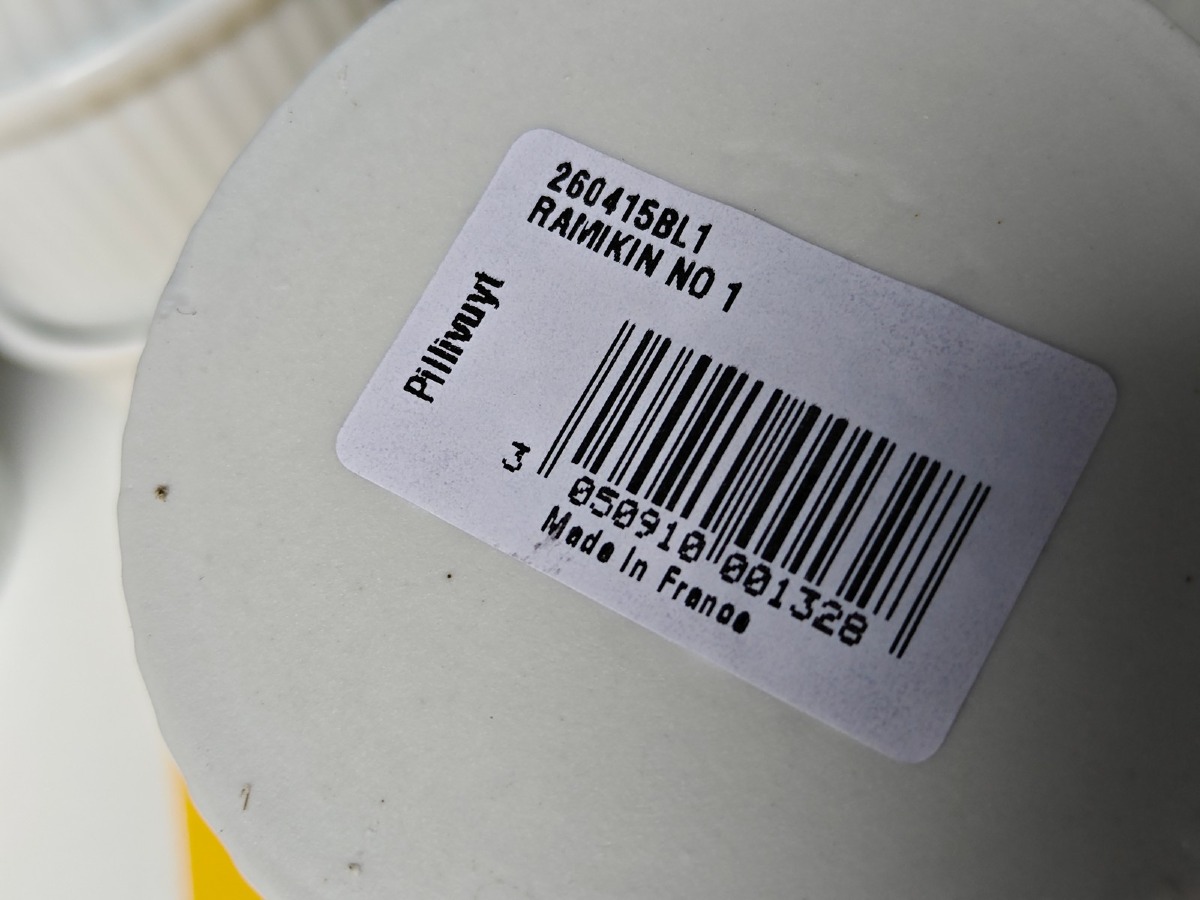 260415BL1
RAMIKIN NO 1
Pillivuyt
3 050910 001328
Made in France